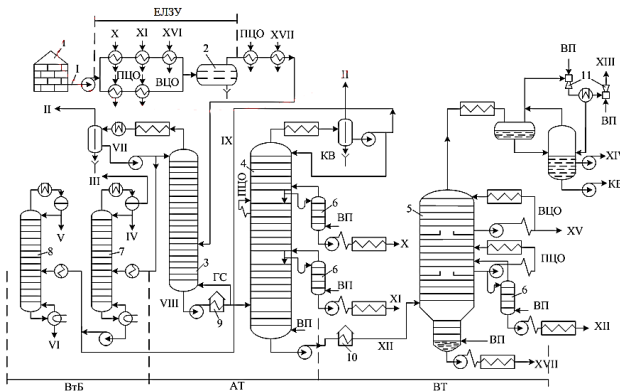 ЕЛЗУ
X XI XVI
ПЦО XVII
1
2
I
ПЦО
ВЦО
II
II
IX
VII
III
КВ
4
ПЦО
ВП
11
XIII
ВП
XIV
КВ
5
6
ВП
X
ВЦО
XV
ПЦО
V
IV
8
7
3
ГС
6
ВП
XI
6
ВП
XII
VIII
9
ВП
10
XII
ВП
XVII
VI
ВтБ
АТ
ВТ